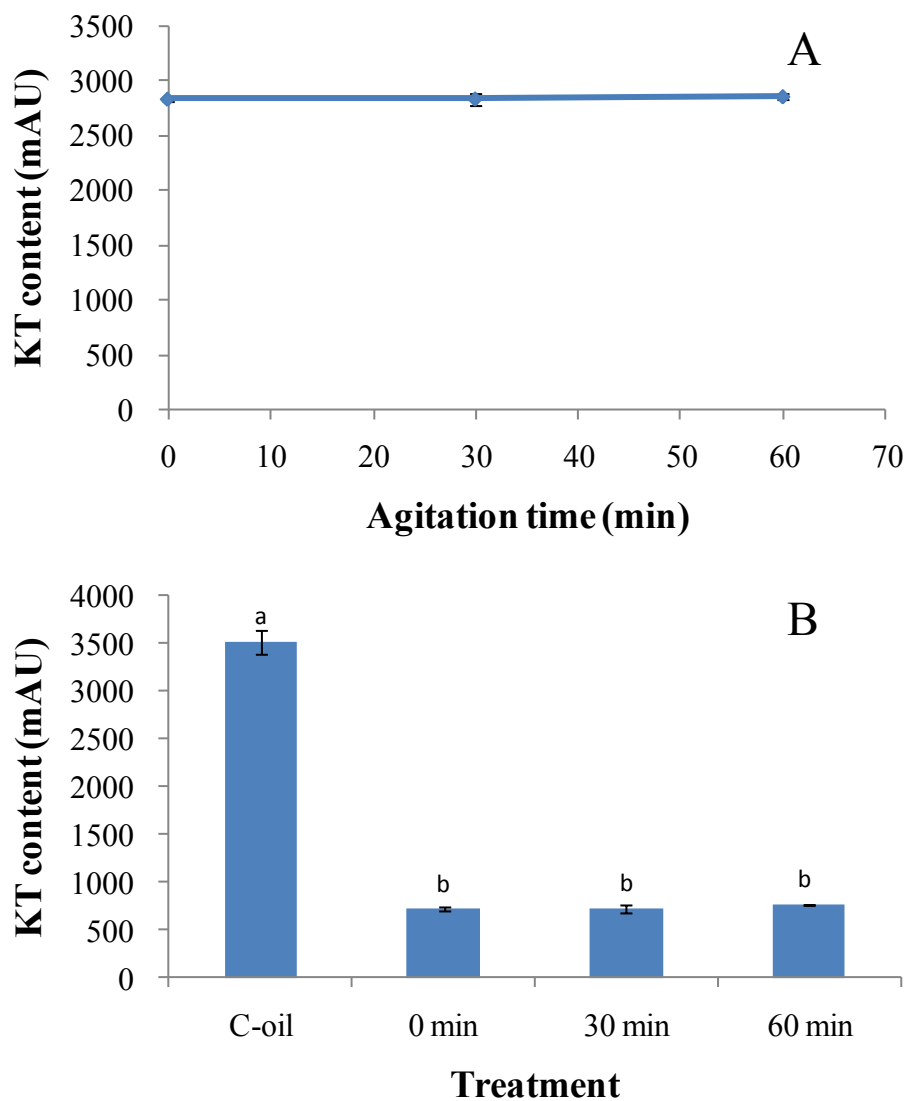 A
KT content (mAU)
3500
3000
2500
2000
1500
1000
500
0
0 10 20 30 40 50 60 70
Agitation time (min)
B
KT content (mAU)
4000
3500
3000
2500
2000
1500
1000
500
0
a
b b b
C-oil 0 min 30 min 60 min
Treatment